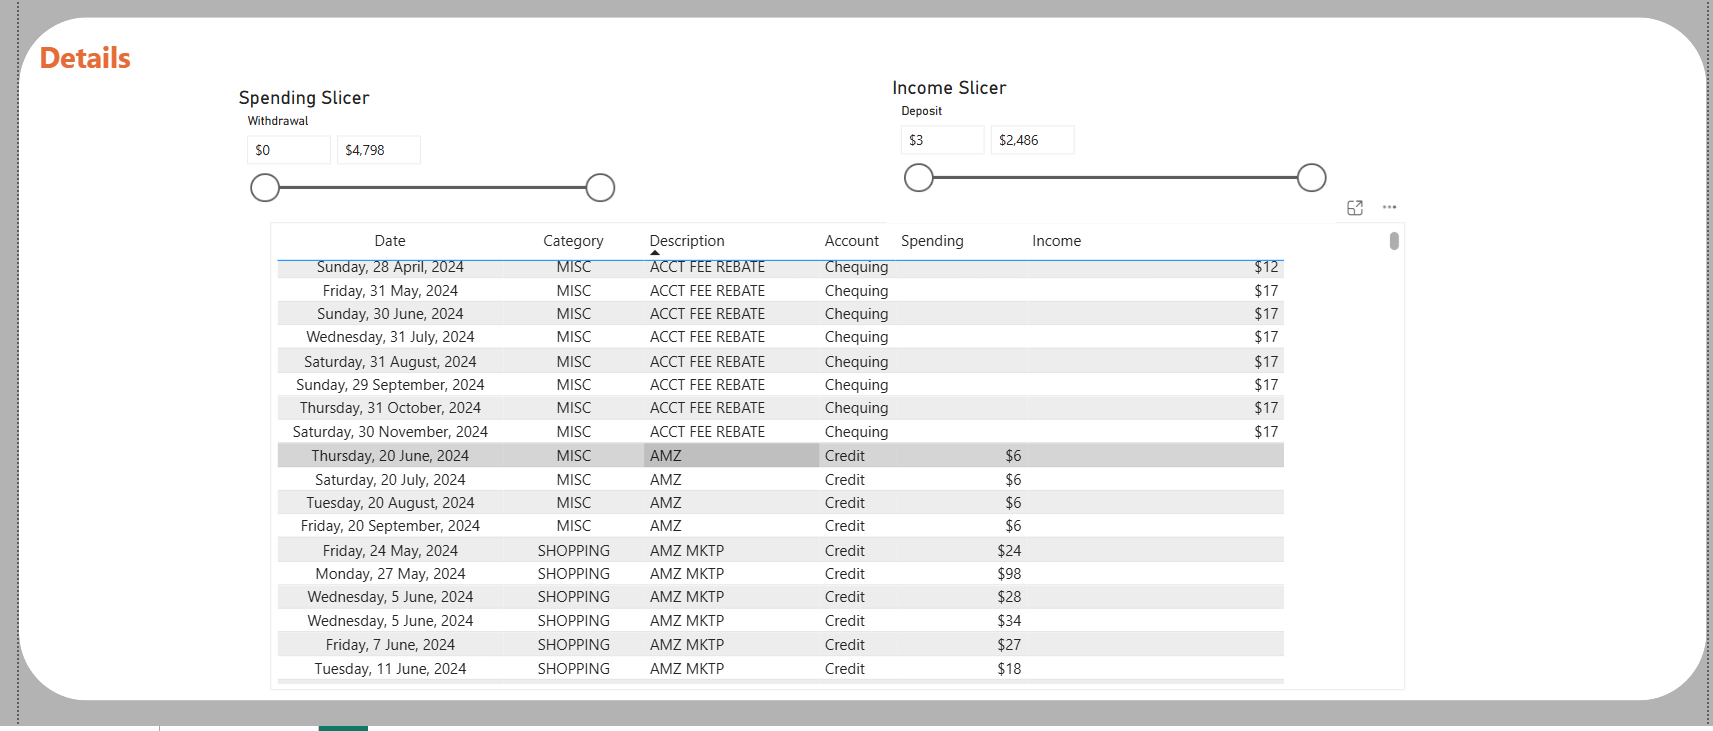 Details
Spending Slicer
Withdrawal
$0 $4,798
Income Slicer
Deposit
$3 $2,486
Date Category Description Account Spending Income
Sunday, 28 April, 2024 MISC ACCT FEE REBATE Chequing $12
Friday, 31 May, 2024 MISC ACCT FEE REBATE Chequing $17
Sunday, 30 June, 2024 MISC ACCT FEE REBATE Chequing $17
Wednesday, 31 July, 2024 MISC ACCT FEE REBATE Chequing $17
Saturday, 31 August, 2024 MISC ACCT FEE REBATE Chequing $17
Sunday, 29 September, 2024 MISC ACCT FEE REBATE Chequing $17
Thursday, 31 October, 2024 MISC ACCT FEE REBATE Chequing $17
Saturday, 30 November, 2024 MISC ACCT FEE REBATE Chequing $17
Thursday, 20 June, 2024 MISC AMZ Credit $6
Saturday, 20 July, 2024 MISC AMZ Credit $6
Tuesday, 20 August, 2024 MISC AMZ Credit $6
Friday, 20 September, 2024 MISC AMZ Credit $6
Friday, 24 May, 2024 SHOPPING AMZ MKTP Credit $24
Monday, 27 May, 2024 SHOPPING AMZ MKTP Credit $98
Wednesday, 5 June, 2024 SHOPPING AMZ MKTP Credit $28
Wednesday, 5 June, 2024 SHOPPING AMZ MKTP Credit $34
Friday, 7 June, 2024 SHOPPING AMZ MKTP Credit $27
Tuesday, 11 June, 2024 SHOPPING AMZ MKTP Credit $18